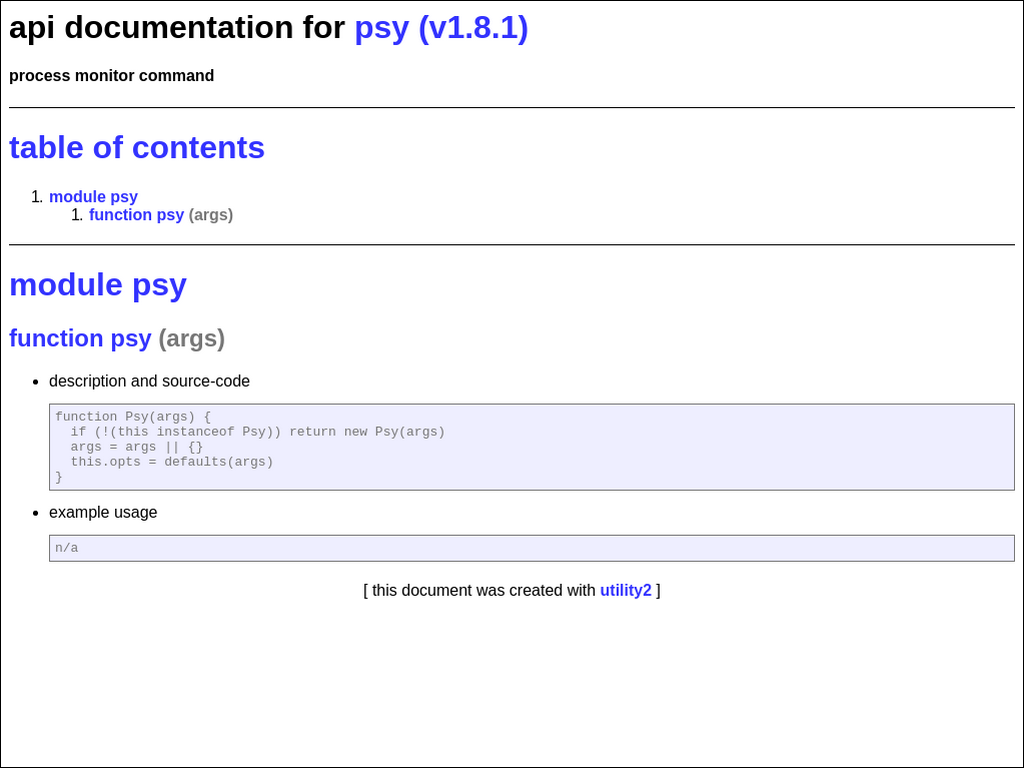 api documentation for psy (v1.8.1)
process monitor command
table of contents
1. module psy
1. function psy (args)
module psy
function psy (args)
• description and source-code
function Psy(args) {
  if (!(this instanceof Psy)) return new Psy(args)
  args = args || {}
  this.opts = defaults(args)
}
• example usage
n/a
[ this document was created with utility2 ]